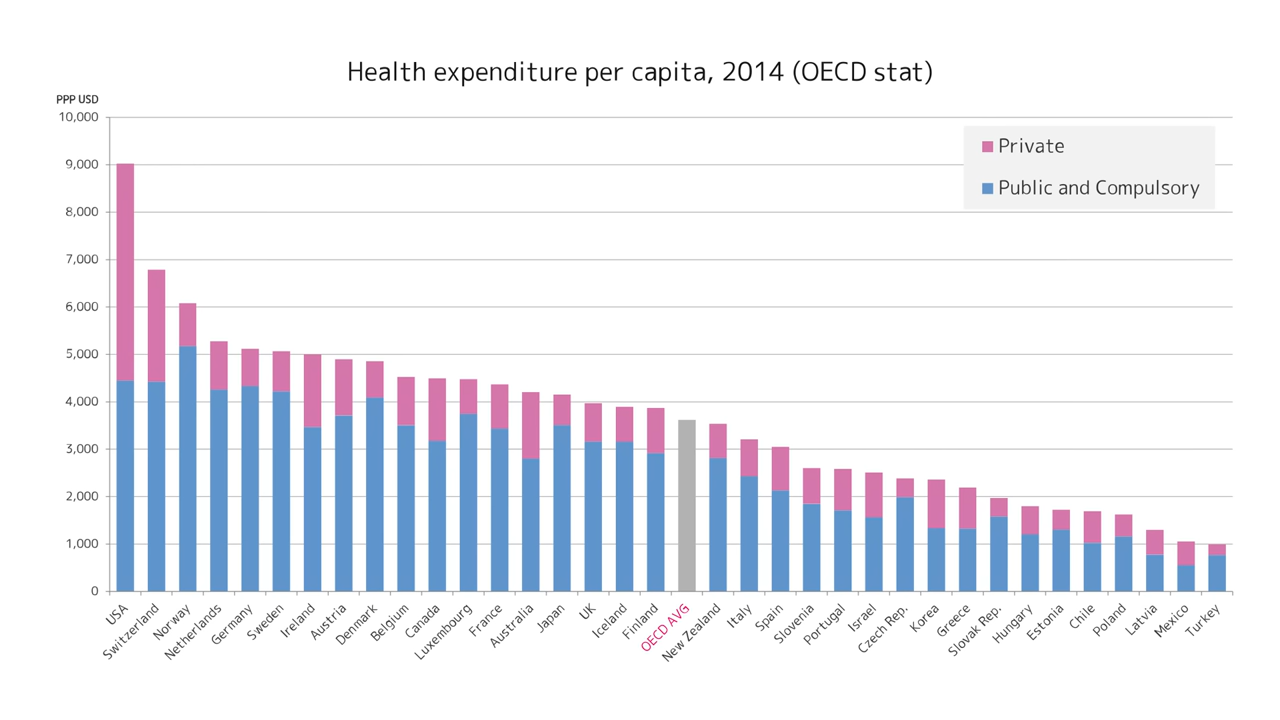 Health expenditure per capita, 2014 (OECD stat)
PPP USD
10,000
9,000
8,000
7,000
6,000
5,000
4,000
3,000
2,000
1,000
0
Private
Public and Compulsory
USA
Switzerland
Norway
Netherlands
Germany
Sweden
Ireland
Austria
Denmark
Belgium
Canada
Luxembourg
France
Australia
Japan
UK
Iceland
Finland
OECD AVG
New Zealand
Italy
Spain
Slovenia
Portugal
Israel
Czech Rep.
Korea
Greece
Slovak Rep.
Hungary
Estonia
Chile
Poland
Latvia
Mexico
Turkey